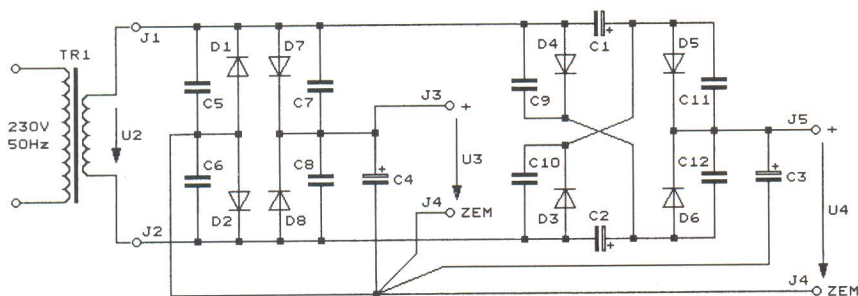 J1
D1
D7
D4
C1
+
D5
TR1
C5
C7
C9
C11
J3
+
J5
+
230V
50Hz
U2
C6
C8
+
C4
U3
C10
C12
+
C3
J4
ZEM
U4
D2
D8
D3
C2
+
D6
J2
J4
ZEM